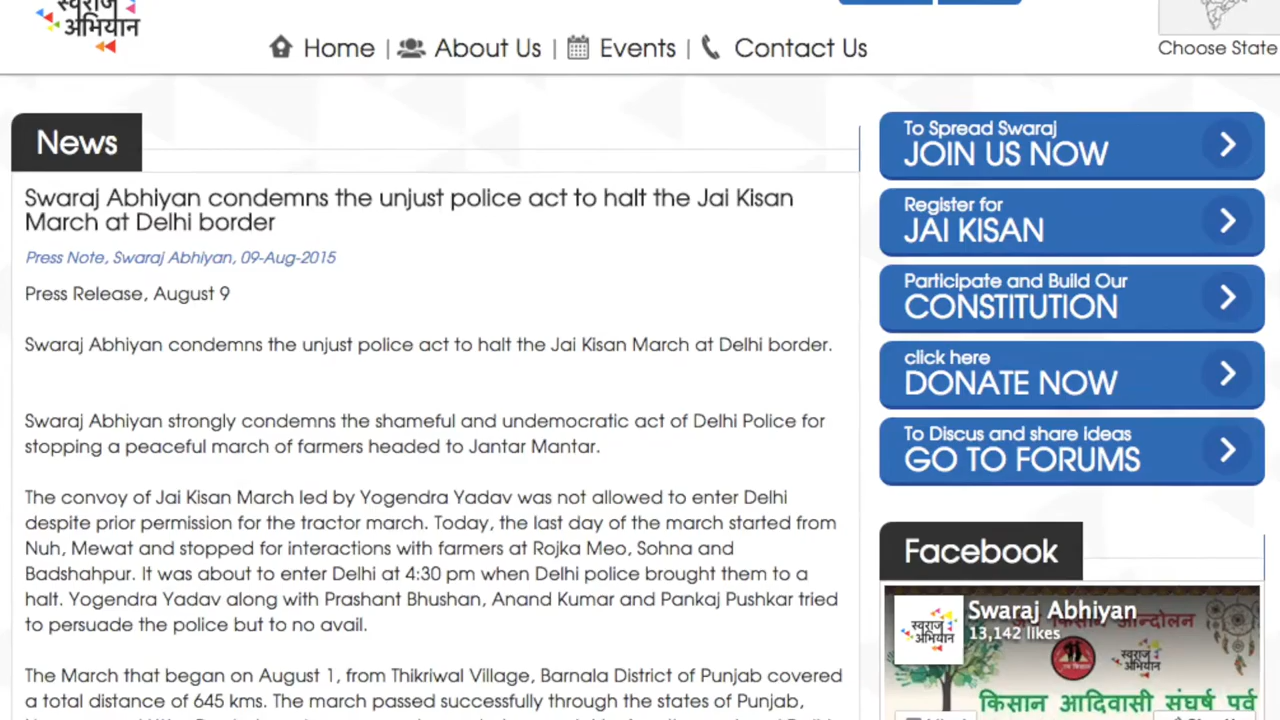 स्वराज
अभियान
Home | About Us | Events | Contact Us
Choose State
News
Swaraj Abhiyan condemns the unjust police act to halt the Jai Kisan
March at Delhi border
Press Note, Swaraj Abhiyan, 09-Aug-2015
Press Release, August 9
Swaraj Abhiyan condemns the unjust police act to halt the Jai Kisan March at Delhi border.
Swaraj Abhiyan strongly condemns the shameful and undemocratic act of Delhi Police for
stopping a peaceful march of farmers headed to Jantar Mantar.
The convoy of Jai Kisan March led by Yogendra Yadav was not allowed to enter Delhi
despite prior permission for the tractor march. Today, the last day of the march started from
Nuh, Mewat and stopped for interactions with farmers at Rojka Meo, Sohna and
Badshahpur. It was about to enter Delhi at 4:30 pm when Delhi police brought them to a
halt. Yogendra Yadav along with Prashant Bhushan, Anand Kumar and Pankaj Pushkar tried
to persuade the police but to no avail.
The March that began on August 1, from Thikriwal Village, Barnala District of Punjab covered
a total distance of 645 kms. The march passed successfully through the states of Punjab,
To Spread Swaraj
JOIN US NOW
Register for
JAI KISAN
Participate and Build Our
CONSTITUTION
click here
DONATE NOW
To Discus and share ideas
GO TO FORUMS
Facebook
Swaraj Abhiyan
13,142 likes
स्वराज
अभियान
किसान आन्दोलन
स्वराज
अभियान
किसान आदिवासी संघर्ष पर्व